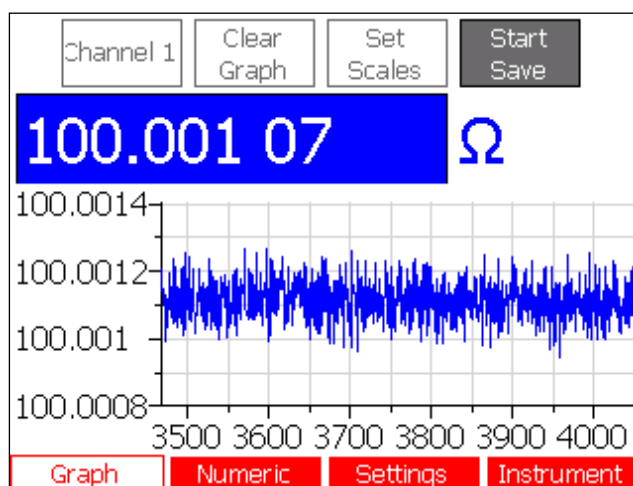 Channel 1
Clear Graph
Set Scales
Start Save
100.001 07 Ω
100.0014
100.0012
100.001
100.0008
3500 3600 3700 3800 3900 4000
Graph Numeric Settings Instrument